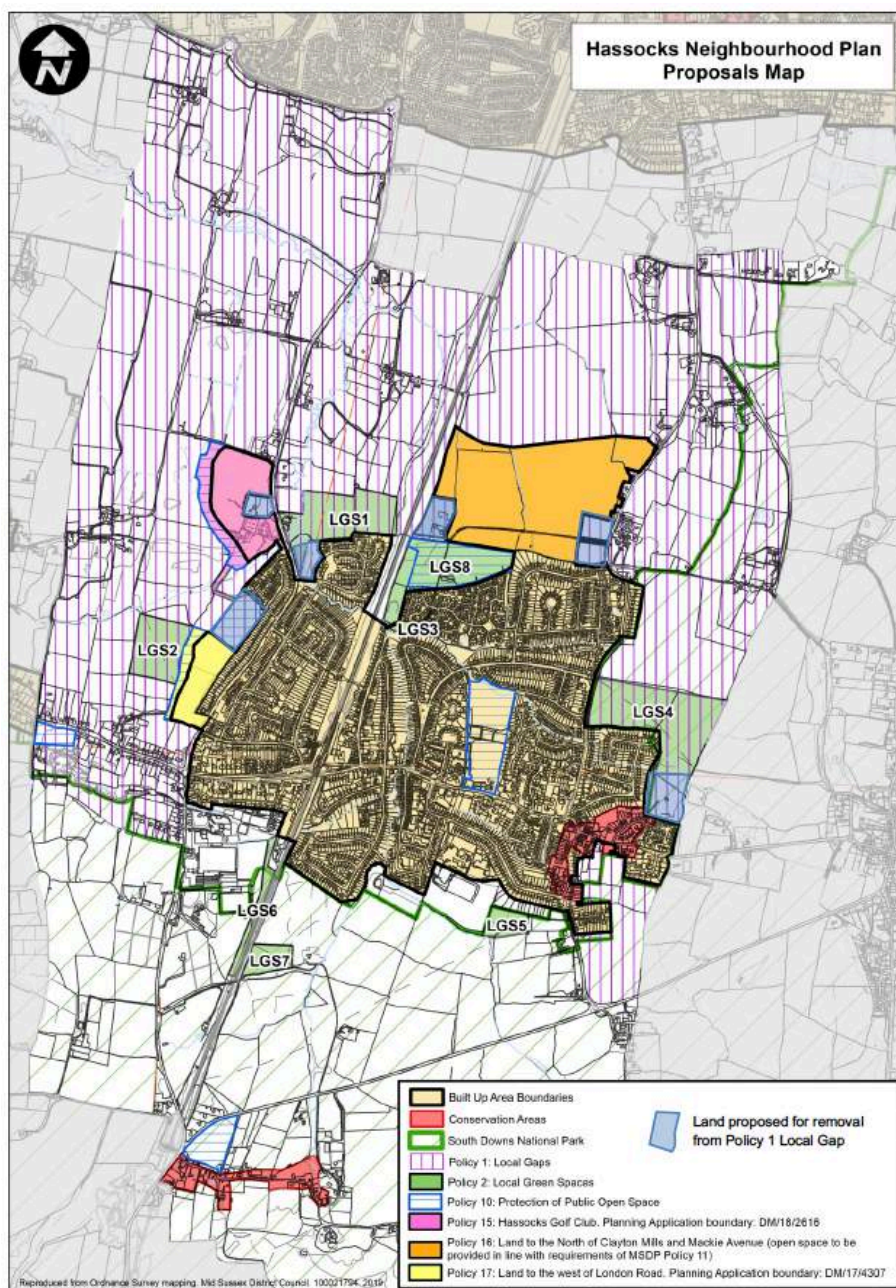 N
Hassocks Neighbourhood Plan
Proposals Map
LGS1
LGS8
LGS3
LGS2
LGS4
LGS6
LGS5
LGS7
Built Up Area Boundaries
Conservation Areas
South Downs National Park
Policy 1: Local Gaps
Policy 2: Local Green Spaces
Policy 10: Protection of Public Open Space
Policy 15: Hassocks Golf Club. Planning Application boundary: DM/18/2616
Policy 16: Land to the North of Clayton Mills and Mackie Avenue (open space to be
provided in line with requirements of MSDP Policy 11)
Policy 17: Land to the west of London Road. Planning Application boundary: DM/17/4307
Land proposed for removal
from Policy 1 Local Gap
Reproduced from Ordnance Survey mapping. Mid Sussex District Council. 100021794. 2019